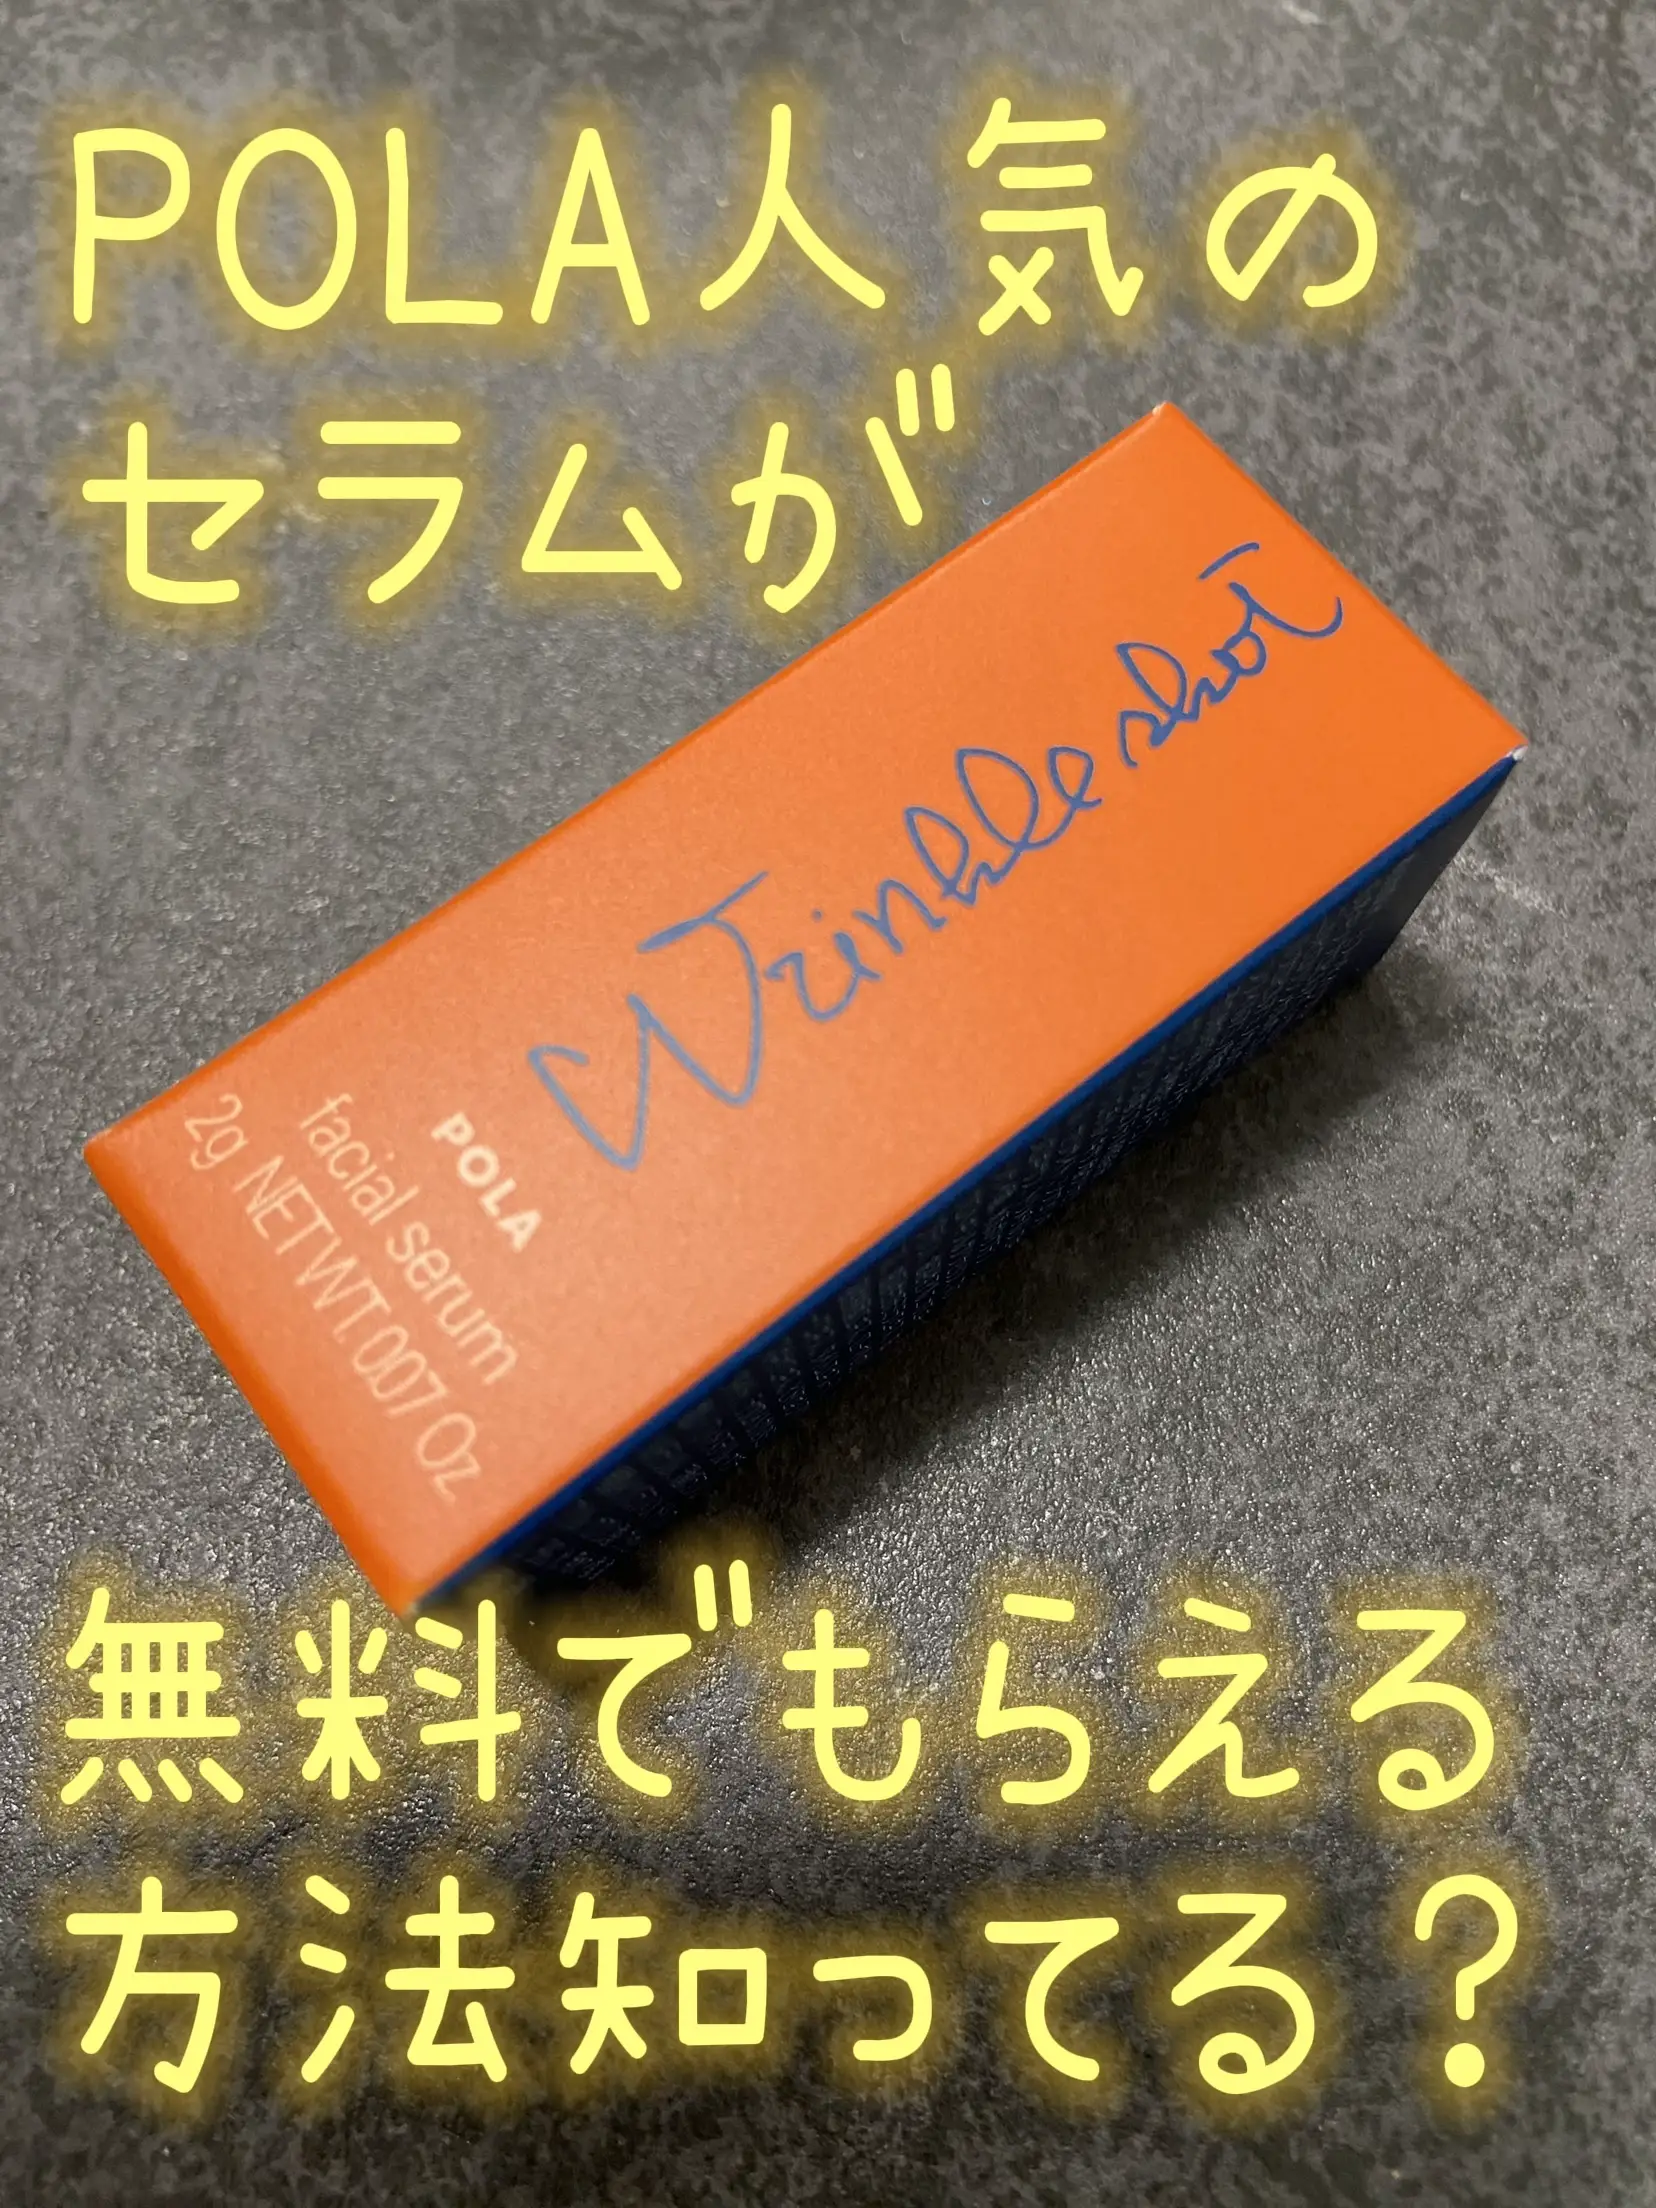 POLA人気の
セラムが
Wrinkle shot
POLA
facial serum
2g NET WT. 0.07 Oz
無料でもらえる
方法知ってる？